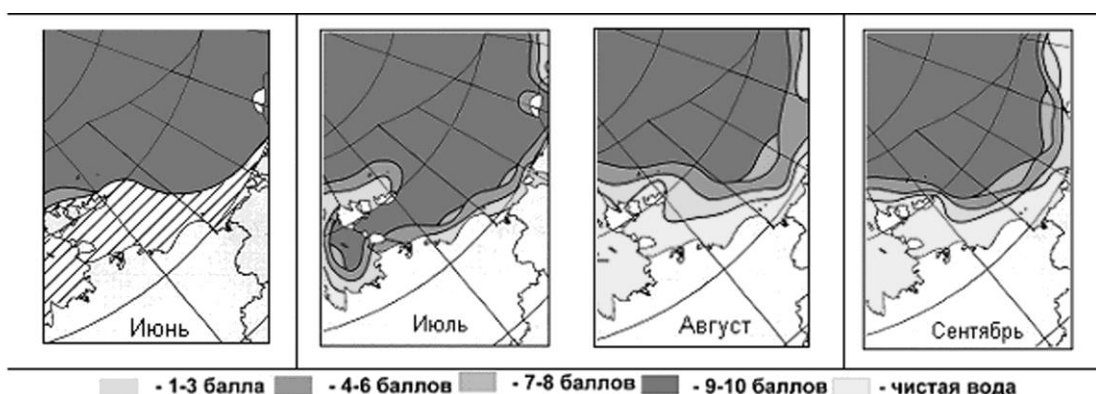 Июнь
Июль
Август
Сентябрь
- 1-3 балла - 4-6 баллов - 7-8 баллов - 9-10 баллов - чистая вода